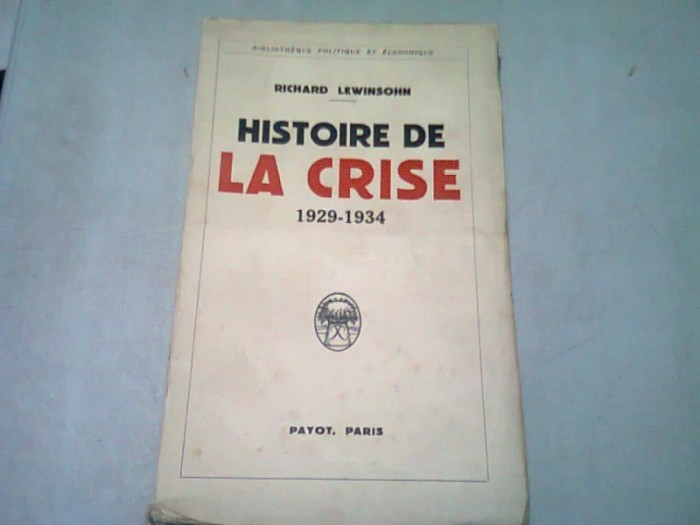 BIBLIOTHÈQUE POLITIQUE ET ÉCONOMIQUE
RICHARD LEWINSOHN
HISTOIRE DE
LA CRISE
1929-1934
PAYOT, PARIS